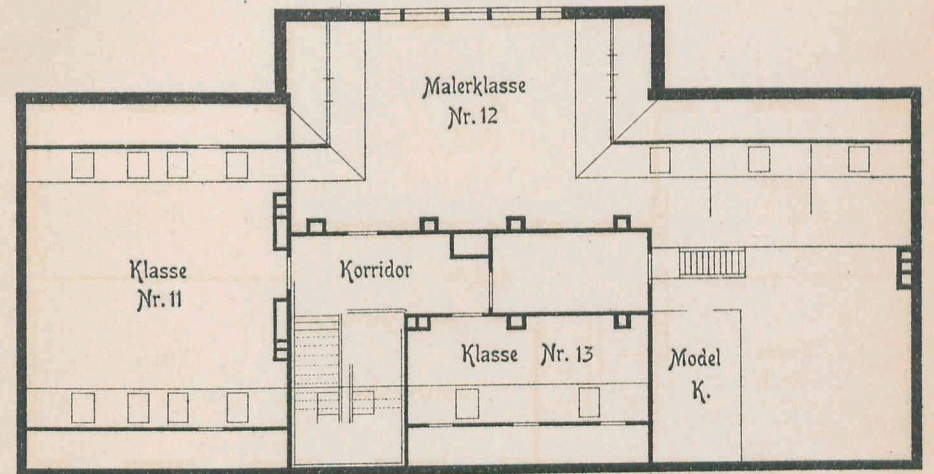 Malerklasse
Nr. 12
Klasse
Nr. 11
Korridor
Klasse Nr. 13
Model
K.